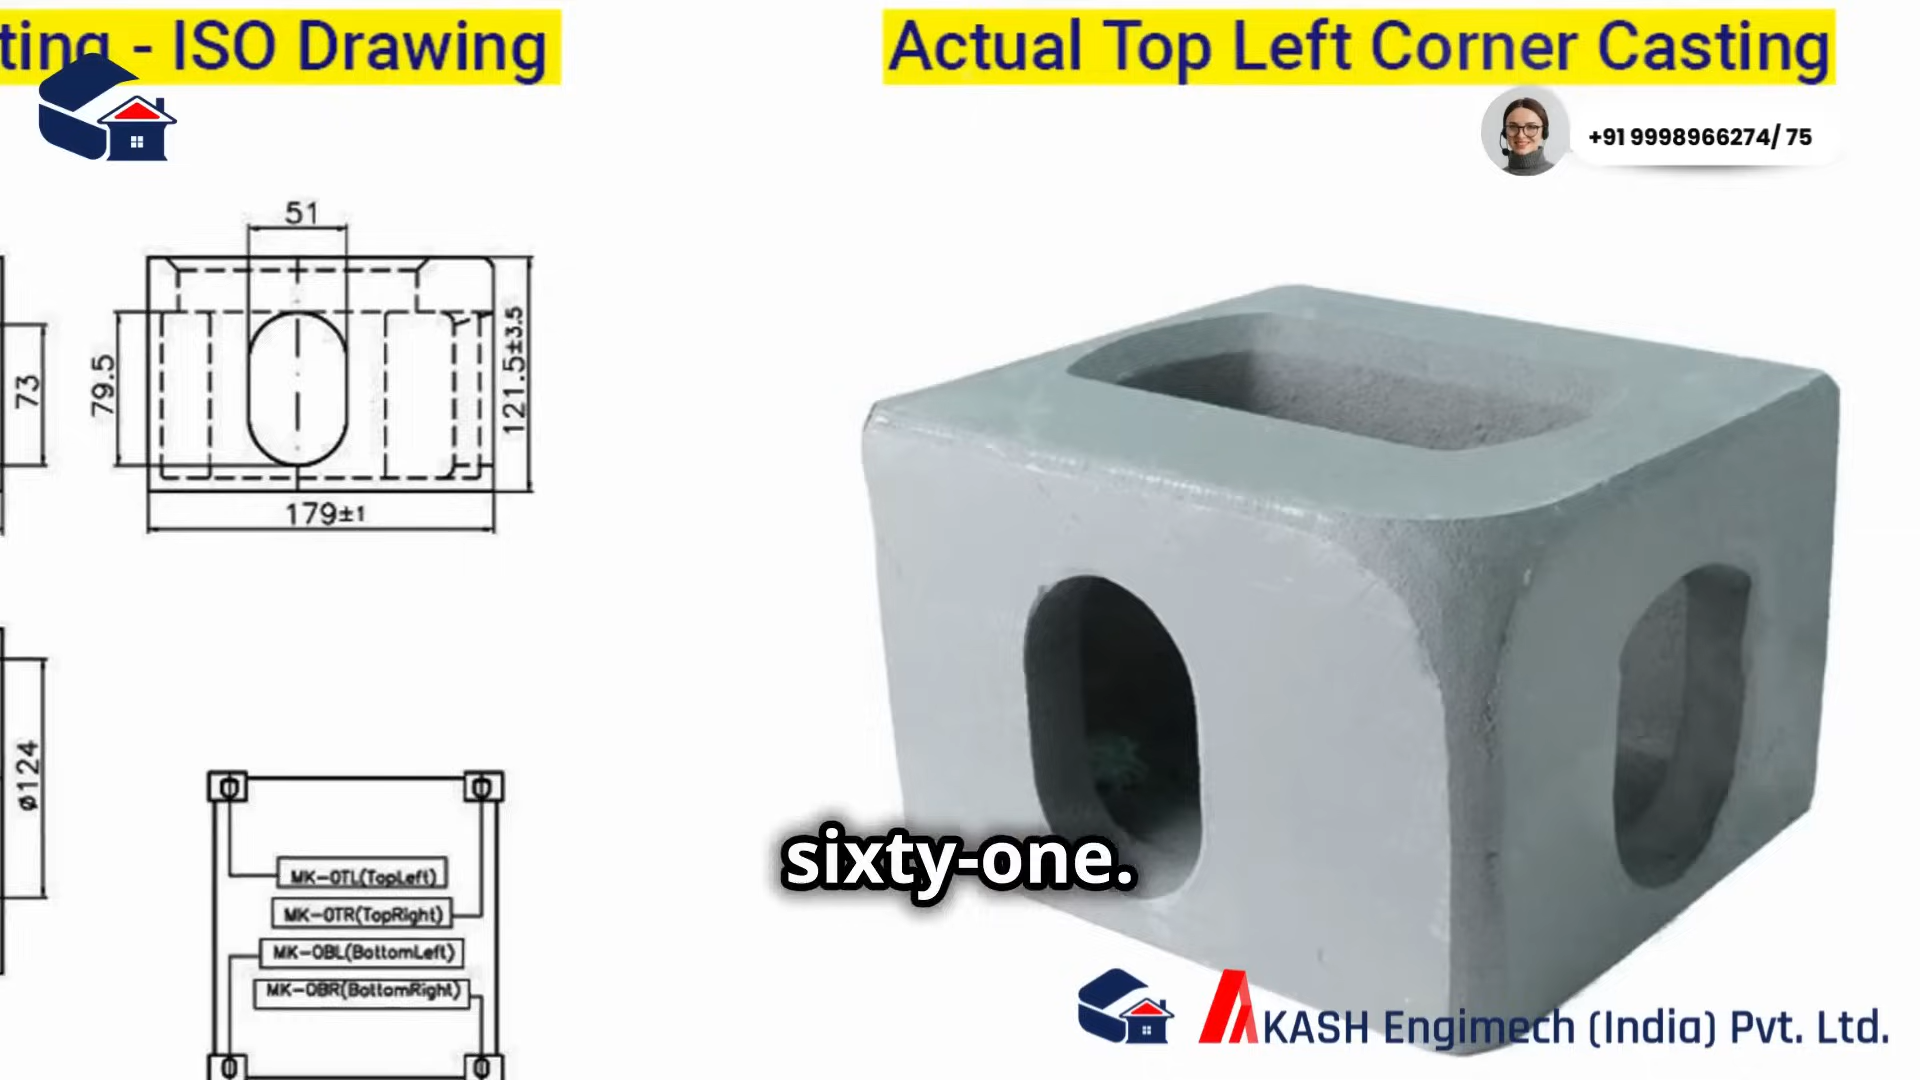 ting - ISO Drawing
Actual Top Left Corner Casting
+91 9998966274/ 75
51
73
79.5
121.5±3.5
179±1
ø124
MK-OTL(TopLeft)
MK-OTR(TopRight)
MK-OBL(BottomLeft)
MK-OBR(BottomRight)
sixty-one.
AKASH Engimech (India) Pvt. Ltd.